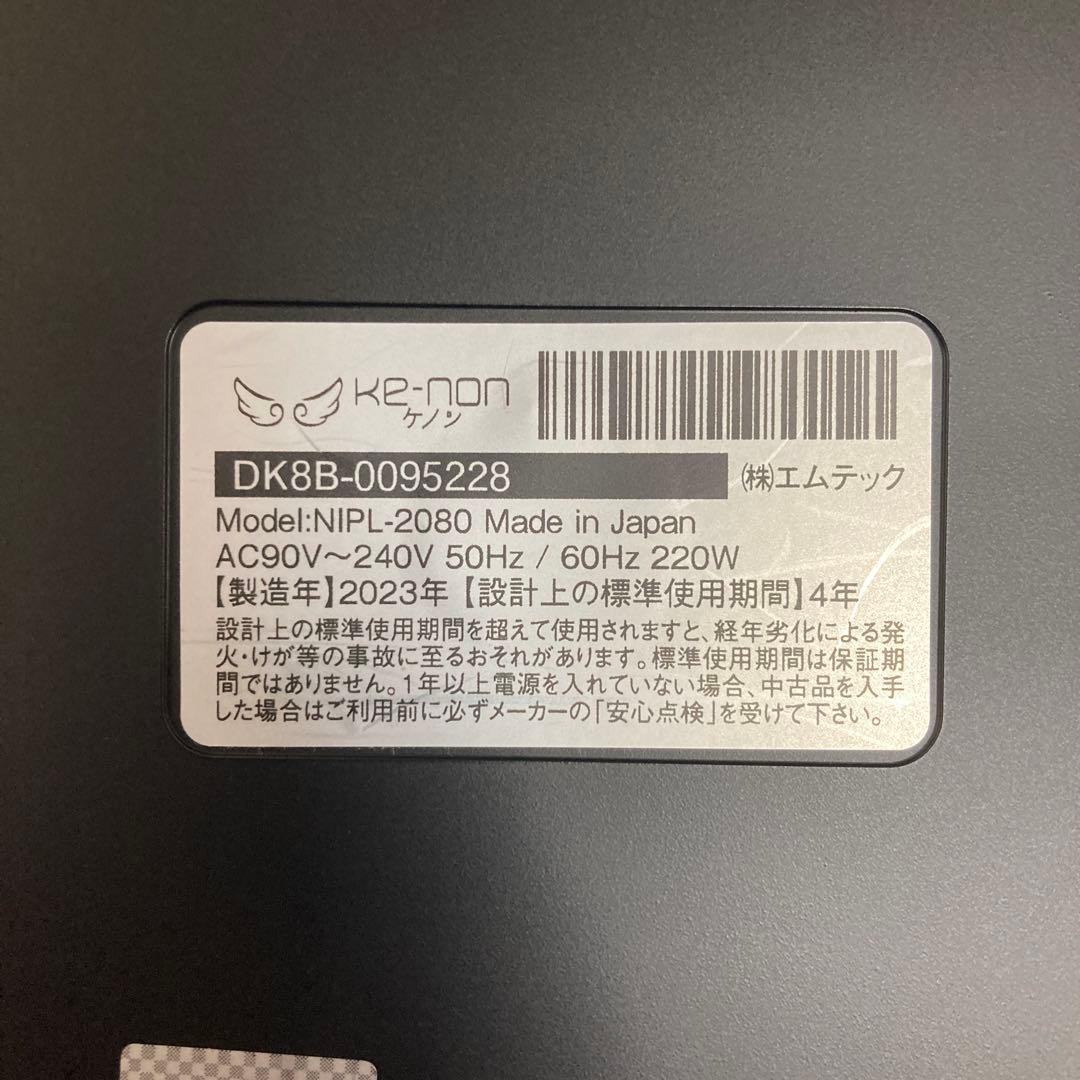 Ke-non
ケノン
DK8B-0095228
㈱エムテック
Model:NIPL-2080 Made in Japan
AC90V～240V 50Hz / 60Hz 220W
【製造年】2023年【設計上の標準使用期間】4年
設計上の標準使用期間を超えて使用されますと、経年劣化による発
火・けが等の事故に至るおそれがあります。標準使用期間は保証期
間ではありません。1年以上電源を入れていない場合、中古品を入手
した場合はご利用前に必ずメーカーの「安心点検」を受けて下さい。